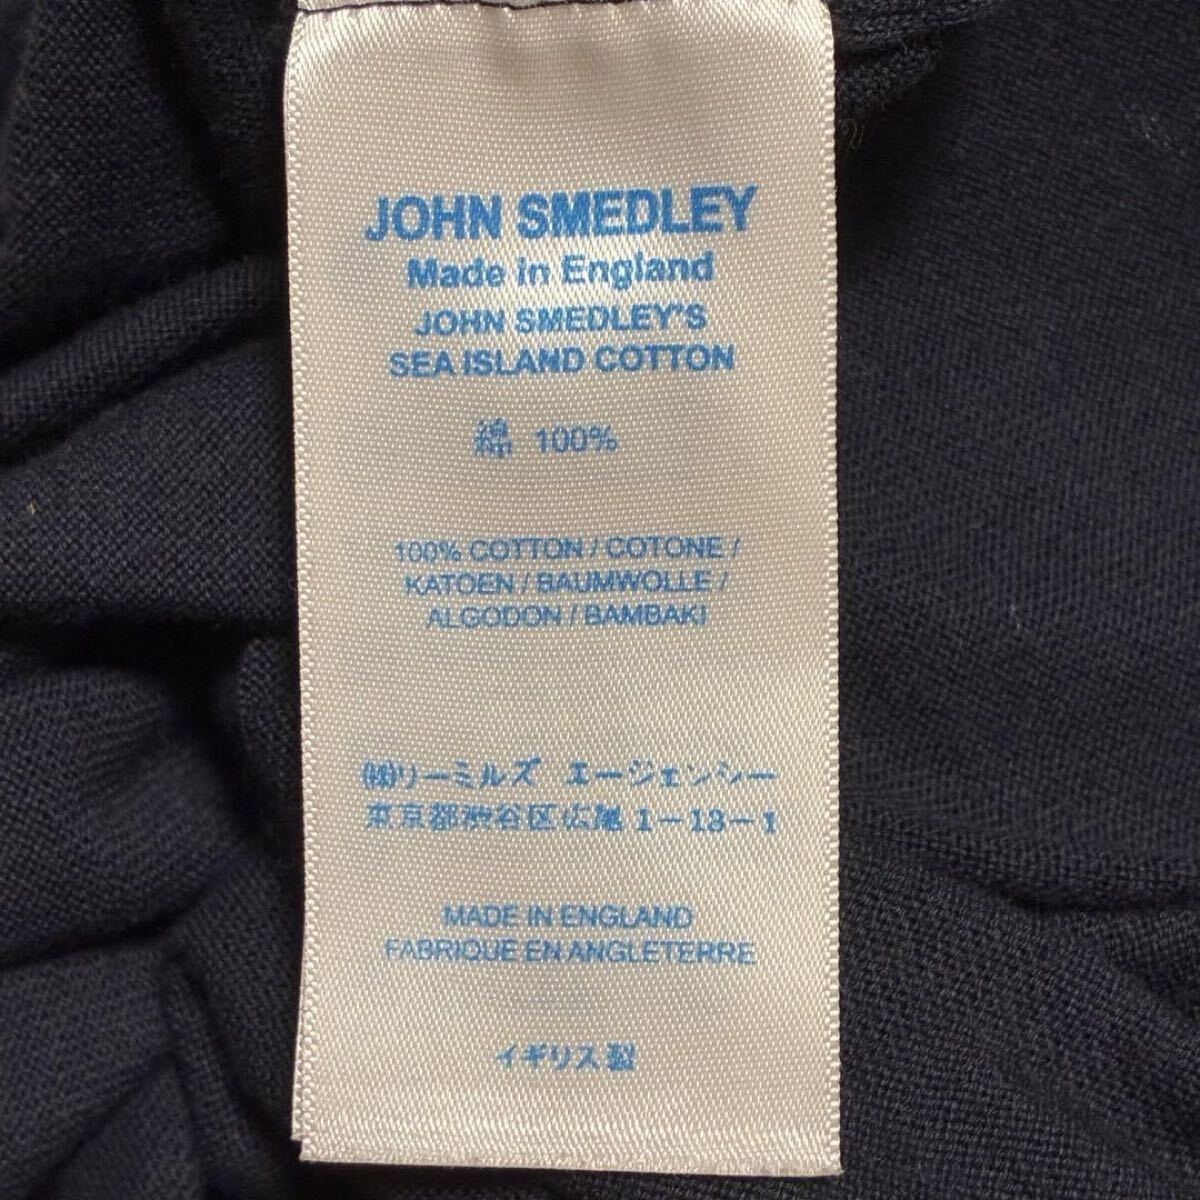 JOHN SMEDLEY
Made in England
JOHN SMEDLEY'S
SEA ISLAND COTTON
綿 100%
100% COTTON / COTONE /
KATOEN / BAUMWOLLE /
ALGODON / BAMBAKI
㈱リーミルズ エージェンシー
東京都渋谷区広尾1-13-1
MADE IN ENGLAND
FABRIQUE EN ANGLETERRE
イギリス製